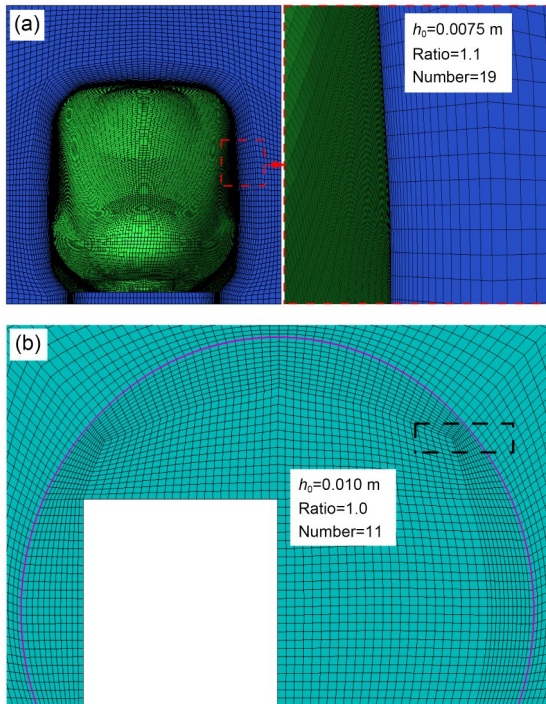 (a)
h₀=0.0075 m
Ratio=1.1
Number=19
(b)
h₀=0.010 m
Ratio=1.0
Number=11